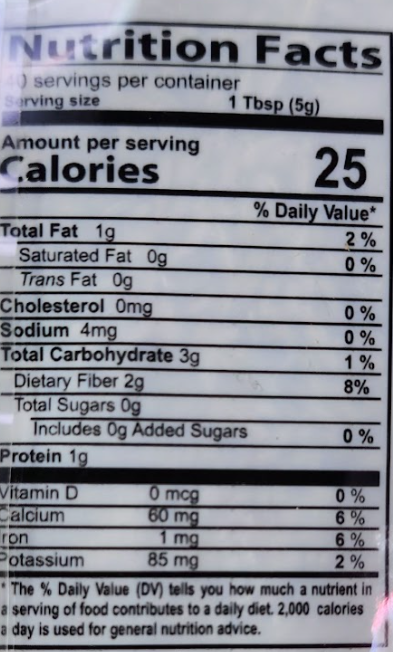 Nutrition Facts
40 servings per container
Serving size 1 Tbsp (5g)
Amount per serving
Calories 25
% Daily Value*
Total Fat 1g 2 %
Saturated Fat 0g 0 %
Trans Fat 0g
Cholesterol 0mg 0 %
Sodium 4mg 0 %
Total Carbohydrate 3g 1 %
Dietary Fiber 2g 8%
Total Sugars 0g
Includes 0g Added Sugars 0 %
Protein 1g
Vitamin D 0 mcg 0 %
Calcium 60 mg 6 %
Iron 1 mg 6 %
Potassium 85 mg 2 %
* The % Daily Value (DV) tells you how much a nutrient in
a serving of food contributes to a daily diet. 2,000 calories
a day is used for general nutrition advice.